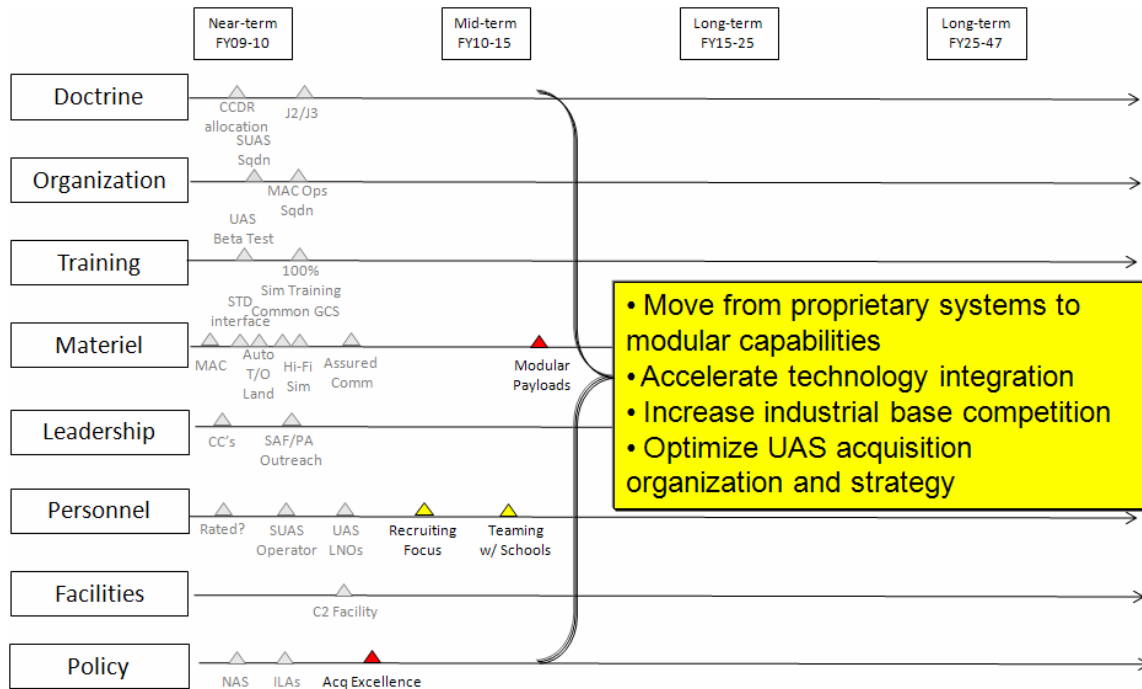 Near-term
FY09-10
Mid-term
FY10-15
Long-term
FY15-25
Long-term
FY25-47
Doctrine
CCDR
allocation
J2/J3
SUAS
Sqdn
Organization
MAC Ops
Sqdn
UAS
Beta Test
Training
100%
Sim Training
Common GCS
STD
interface
Materiel
MAC
Auto
T/O
Land
Hi-Fi
Sim
Assured
Comm
Modular
Payloads
• Move from proprietary systems to
modular capabilities
• Accelerate technology integration
• Increase industrial base competition
• Optimize UAS acquisition
organization and strategy
Leadership
CC's
SAF/PA
Outreach
Personnel
Rated?
SUAS
Operator
UAS
LNOs
Recruiting
Focus
Teaming
w/ Schools
Facilities
C2 Facility
Policy
NAS
ILAs
Acq Excellence